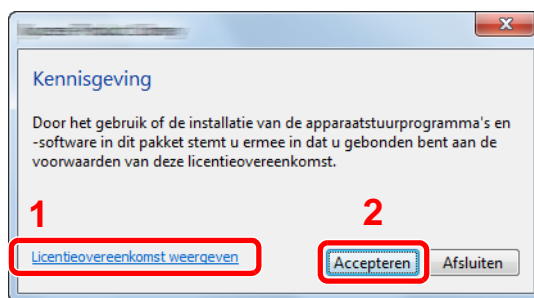 Kennisgeving
Door het gebruik of de installatie van de apparaatstuurprogramma's en
-software in dit pakket stemt u ermee in dat u gebonden bent aan de
voorwaarden van deze licentieovereenkomst.
1
2
Licentieovereenkomst weergeven
Accepteren Afsluiten